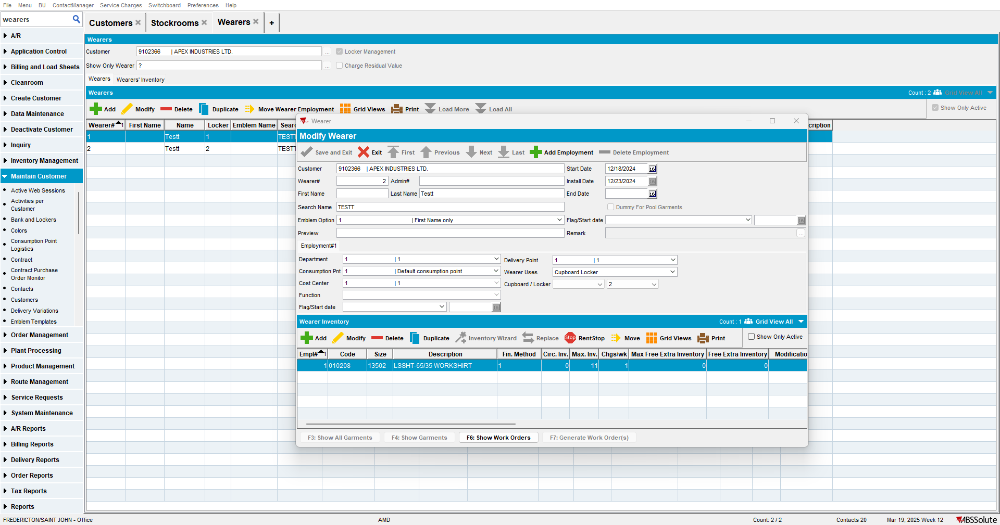 File Menu BU ContactManager Service Charges Switchboard Preferences Help
wearers
Customers Stockrooms Wearers +
A/R
Application Control
Billing and Load Sheets
Cleanroom
Create Customer
Data Maintenance
Deactivate Customer
Inquiry
Inventory Management
Maintain Customer
Active Web Sessions
Activities per
Customer
Bank and Lockers
Colors
Consumption Point
Logistics
Contract
Contract Purchase
Order Monitor
Contacts
Customers
Delivery Variations
Emblem Templates
Order Management
Plant Processing
Product Management
Route Management
Service Requests
System Maintenance
A/R Reports
Billing Reports
Delivery Reports
Order Reports
Tax Reports
Reports
Wearers
Customer 9102366 | APEX INDUSTRIES LTD. ... Locker Management
Show Only Wearer ? ... Charge Residual Value
Wearers Wearers' Inventory
Wearers Count : 2 Grid View All
Add Modify Delete Duplicate Move Wearer Employment Grid Views Print Load More Load All Show Only Active
Wearer# 1 First Name Name Locker Emblem Name Searc cription
1 Testt 1 TESTT
2 Testt 2 TESTT
Wearer
Modify Wearer
Save and Exit Exit First Previous Next Last Add Employment Delete Employment
Customer 9102366 | APEX INDUSTRIES LTD. Start Date 12/18/2024 16
Wearer# 2 Admin# Install Date 12/23/2024 16
First Name Last Name Testt End Date 16
Search Name TESTT Dummy For Pool Garments
Emblem Option 1 | First Name only Flag/Start date 16
Preview Remark ...
Employment#1
Department 1 | 1 Delivery Point 1 | 1
Consumption Pnt 1 | Default consumption point Wearer Uses Cupboard Locker
Cost Center 1 | 1 Cupboard / Locker 2
Function
Flag/Start date 16
Wearer Inventory Count : 1 Grid View All
Add Modify Delete Duplicate Inventory Wizard Replace Stop RentStop Move Grid Views Print Show Only Active
Empl# 1 Code Size Description Fin. Method Circ. Inv. Max. Inv. Chgs/wk Max Free Extra Inventory Free Extra Inventory Modificatio
1 010208 13502 LSSHT-65/35 WORKSHIRT 1 0 11 1 0 0
F3: Show All Garments F4: Show Garments F6: Show Work Orders F7: Generate Work Order(s)
FREDERICTON/SAINT JOHN - Office AMD Count: 2 / 2 Contacts 20 Mar 19, 2025 Week 12 ABSSolute